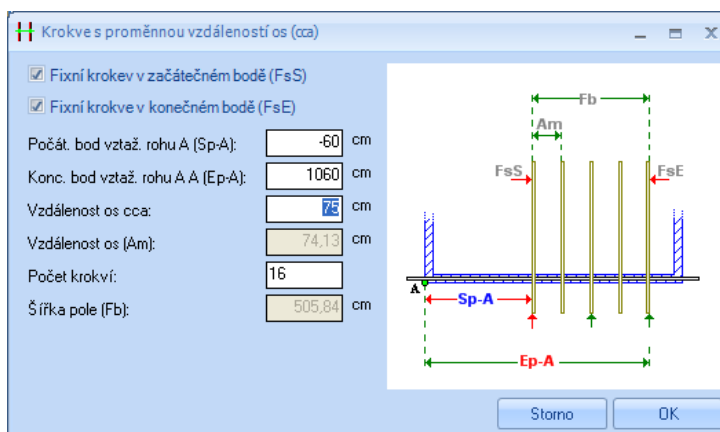 Krokve s proměnnou vzdáleností os (cca)
Fixní krokev v začátečném bodě (FsS)
Fixní krokve v konečném bodě (FsE)
Počát. bod vztaž. rohu A (Sp-A): -60 cm
Konc. bod vztaž. rohu A A (Ep-A): 1060 cm
Vzdálenost os cca: 75 cm
Vzdálenost os (Am): 74,13 cm
Počet krokví: 16
Šířka pole (Fb): 505,84 cm
Fb
Am
FsS
FsE
A
Sp-A
Ep-A
Storno
OK